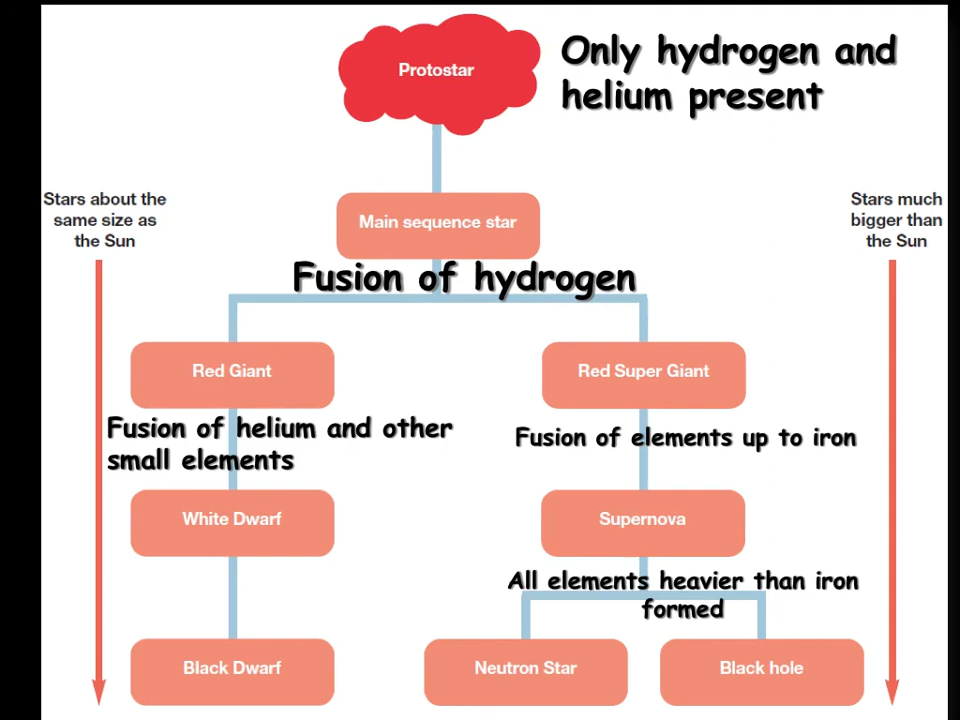 Protostar
Only hydrogen and
helium present
Stars about the
same size as
the Sun
Main sequence star
Stars much
bigger than
the Sun
Fusion of hydrogen
Red Giant
Red Super Giant
Fusion of helium and other
small elements
Fusion of elements up to iron
White Dwarf
Supernova
All elements heavier than iron
formed
Black Dwarf
Neutron Star
Black hole